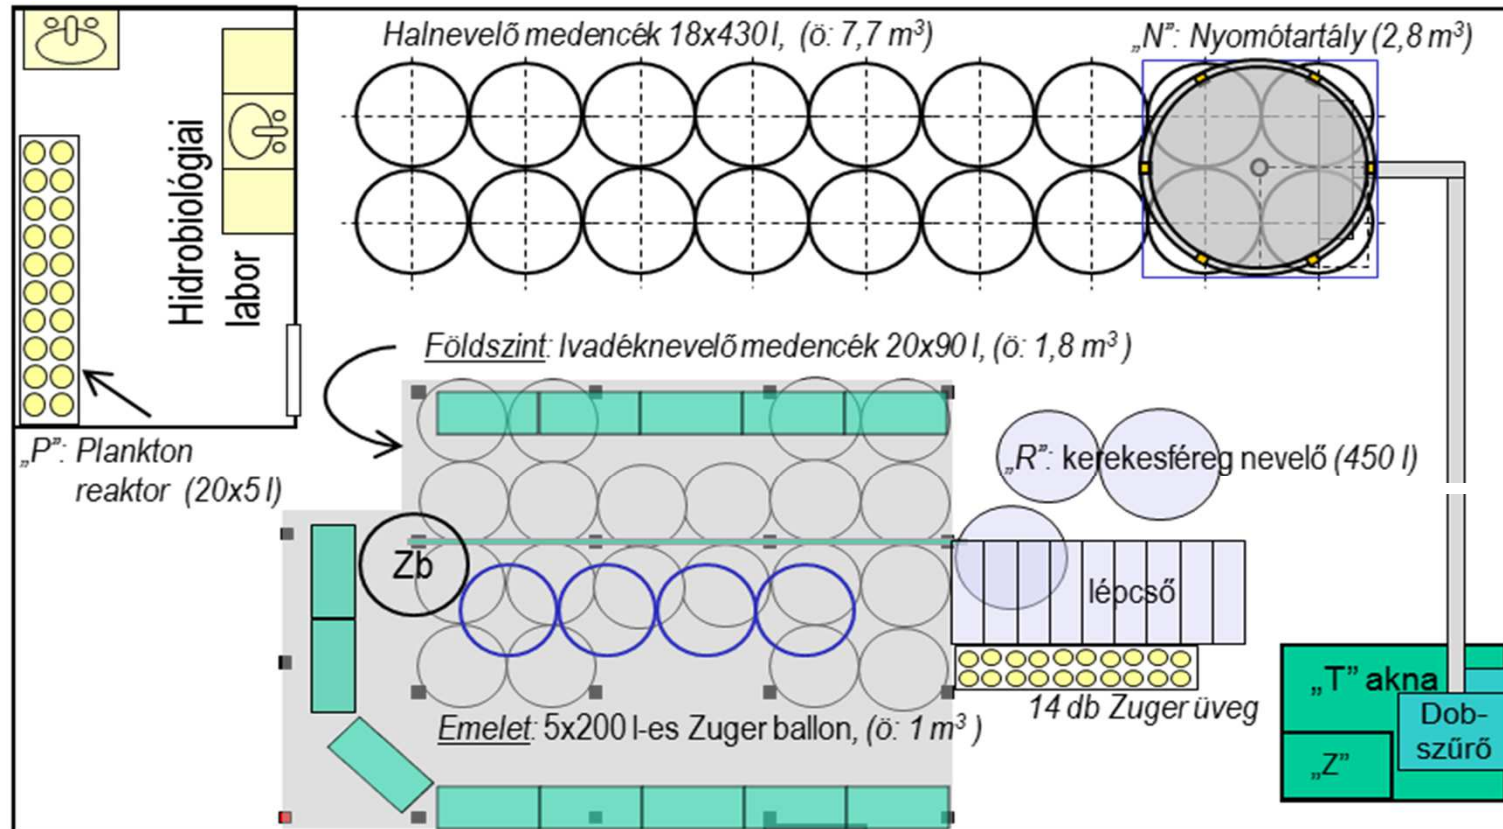 Halnevelő medencék 18x430 l, (ö: 7,7 m³)
„N”: Nyomótartály (2,8 m³)
Hidrobiológiai
labor
Földszint: Ivadéknevelő medencék 20x90 l, (ö: 1,8 m³)
„P”: Plankton
reaktor (20x5 l)
„R”: kerekesféreg nevelő (450 l)
Zb
lépcső
„T” akna
14 db Zuger üveg
Emelet: 5x200 l-es Zuger ballon, (ö: 1 m³)
Dob-
szűrő
„Z”